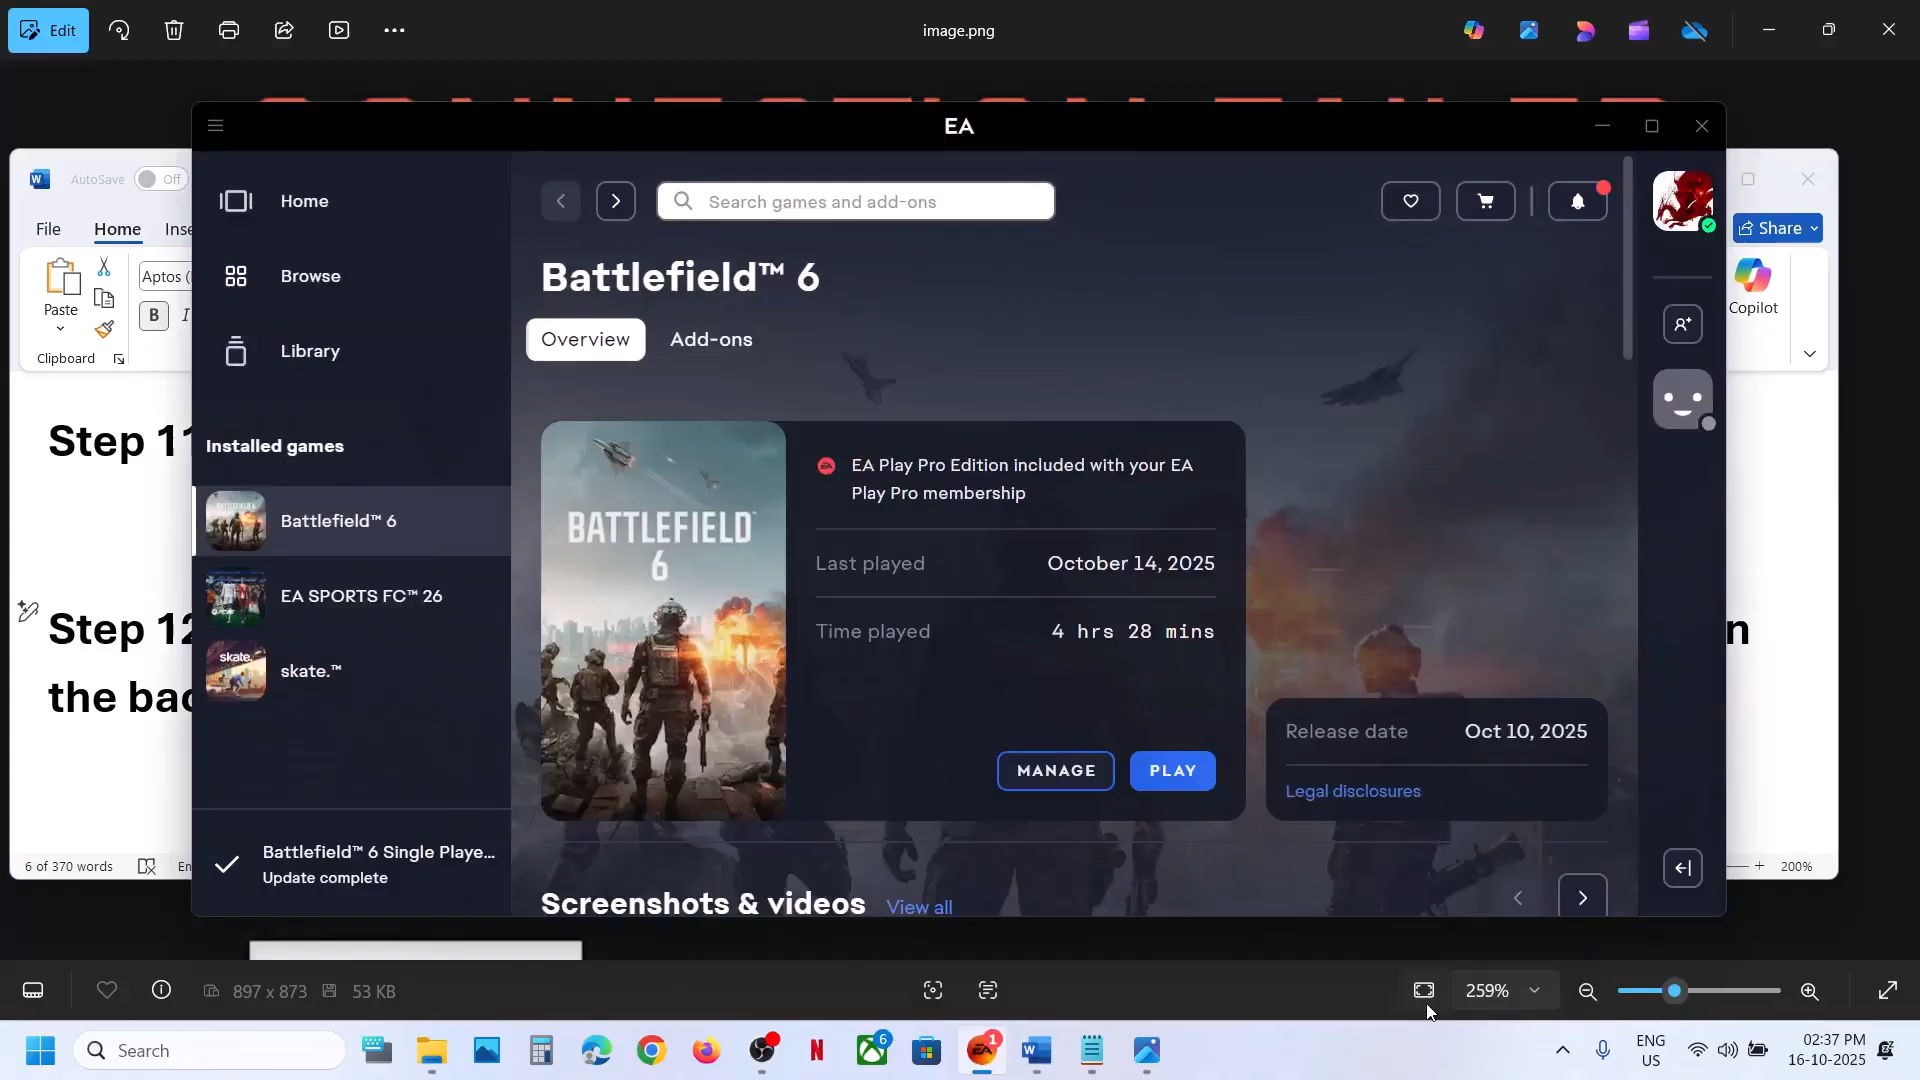 Edit
image.png
EA
AutoSave
Off
File
Home
Inse
Share
Paste
Clipboard
Aptos (
B
I
Copilot
Step 11
Step 12
n
the bac
6 of 370 words
En
200%
Home
Browse
Library
Installed games
Battlefield™ 6
EA SPORTS FC™ 26
skate.™
Battlefield™ 6 Single Playe...
Update complete
Search games and add-ons
Battlefield™ 6
Overview
Add-ons
BATTLEFIELD
6
EA Play Pro Edition included with your EA
Play Pro membership
Last played
October 14, 2025
Time played
4 hrs 28 mins
MANAGE
PLAY
Release date
Oct 10, 2025
Legal disclosures
Screenshots & videos
View all
897 x 873
53 KB
259%
Search
6
1
ENG
US
02:37 PM
16-10-2025